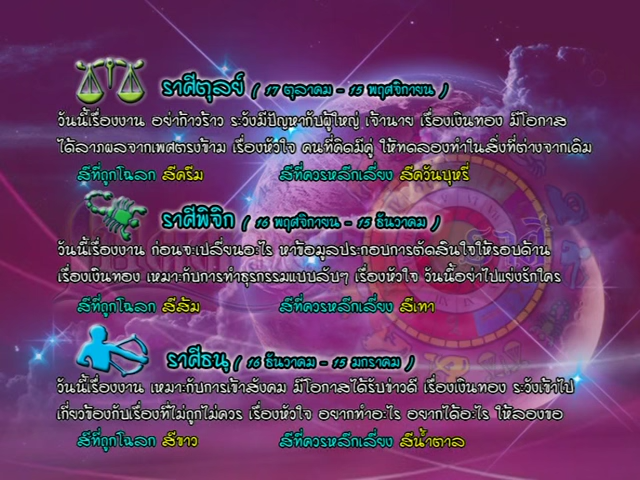 ราศีตุลย์ ( 17 ตุลาคม - 15 พฤศจิกายน )
วันนี้เรื่องงาน อย่าก้าวร้าว ระวังมีปัญหากับผู้ใหญ่ เจ้านาย เรื่องเงินทอง มีโอกาส
ได้ลาภผลจากเพศตรงข้าม เรื่องหัวใจ คนที่คิดมีคู่ ให้ทดลองทำในสิ่งที่ต่างจากเดิม
สีที่ถูกโฉลก สีครีม สีที่ควรหลีกเลี่ยง สีควันบุหรี่
ราศีพิจิก ( 16 พฤศจิกายน - 15 ธันวาคม )
วันนี้เรื่องงาน ก่อนจะเปลี่ยนอะไร หาข้อมูลประกอบการตัดสินใจให้รอบด้าน
เรื่องเงินทอง เหมาะกับการทำธุรกรรมแบบลับๆ เรื่องหัวใจ วันนี้อย่าไปแย่งรักใคร
สีที่ถูกโฉลก สีส้ม สีที่ควรหลีกเลี่ยง สีเทา
ราศีธนู ( 16 ธันวาคม - 15 มกราคม )
วันนี้เรื่องงาน เหมาะกับการเข้าสังคม มีโอกาสได้รับข่าวดี เรื่องเงินทอง ระวังเข้าไป
เกี่ยวข้องกับเรื่องที่ไม่ถูกไม่ควร เรื่องหัวใจ อยากทำอะไร อยากได้อะไร ให้ลองขอ
สีที่ถูกโฉลก สีขาว สีที่ควรหลีกเลี่ยง สีน้ำตาล